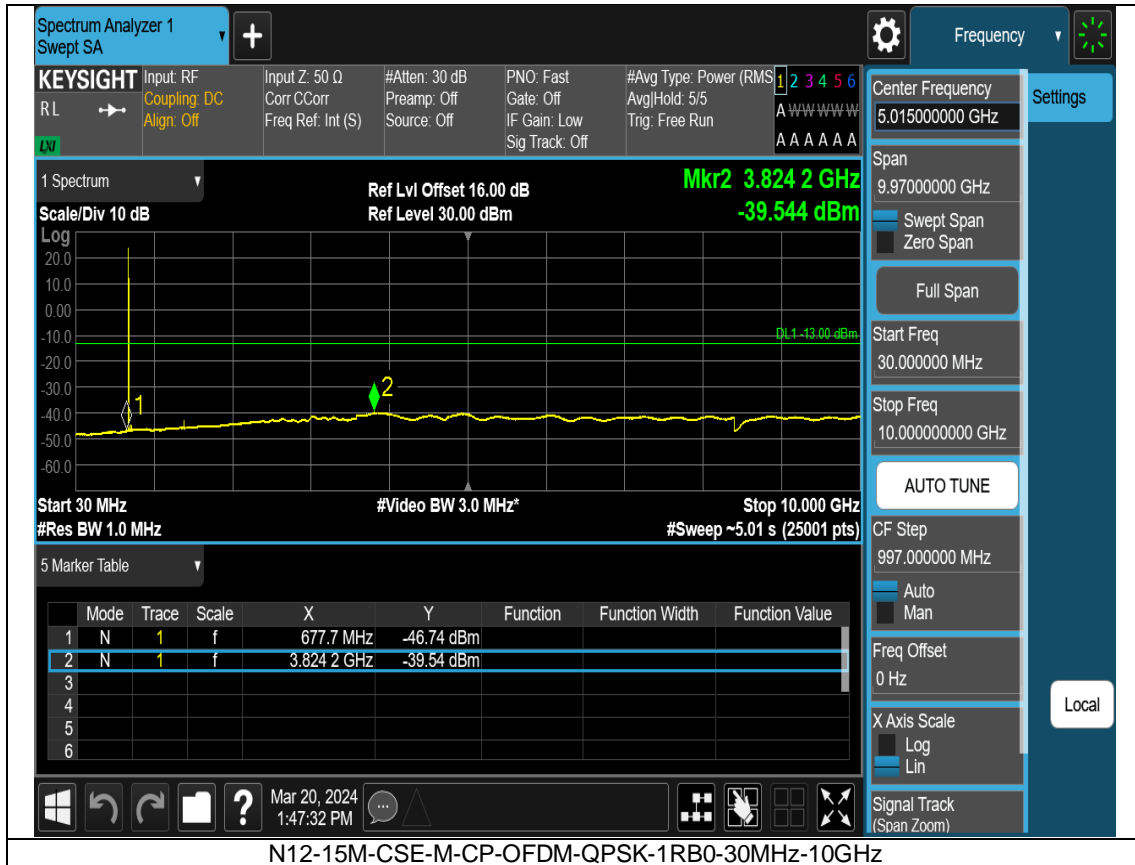 Spectrum Analyzer 1
Swept SA
Frequency
KEYSIGHT
RL
LXI
Input: RF
Coupling: DC
Align: Off
Input Z: 50 Ω
Corr CCorr
Freq Ref: Int (S)
#Atten: 30 dB
Preamp: Off
Source: Off
PNO: Fast
Gate: Off
IF Gain: Low
Sig Track: Off
#Avg Type: Power (RMS
Avg|Hold: 5/5
Trig: Free Run
1 2 3 4 5 6
A W W W W W
A A A A A A
1 Spectrum
Scale/Div 10 dB
Ref Lvl Offset 16.00 dB
Ref Level 30.00 dBm
Mkr2 3.824 2 GHz
-39.544 dBm
Log
20.0
10.0
0.00
-10.0
-20.0
-30.0
-40.0
-50.0
-60.0
DL1 -13.00 dBm
1
2
Start 30 MHz
#Res BW 1.0 MHz
#Video BW 3.0 MHz*
Stop 10.000 GHz
#Sweep ~5.01 s (25001 pts)
5 Marker Table
Mode Trace Scale X Y Function Function Width Function Value
1 N 1 f 677.7 MHz -46.74 dBm
2 N 1 f 3.824 2 GHz -39.54 dBm
3
4
5
6
Center Frequency
5.015000000 GHz
Settings
Span
9.97000000 GHz
Swept Span
Zero Span
Full Span
Start Freq
30.000000 MHz
Stop Freq
10.000000000 GHz
AUTO TUNE
CF Step
997.000000 MHz
Auto
Man
Freq Offset
0 Hz
X Axis Scale
Log
Lin
Signal Track
(Span Zoom)
Local
?
Mar 20, 2024
1:47:32 PM
N12-15M-CSE-M-CP-OFDM-QPSK-1RB0-30MHz-10GHz